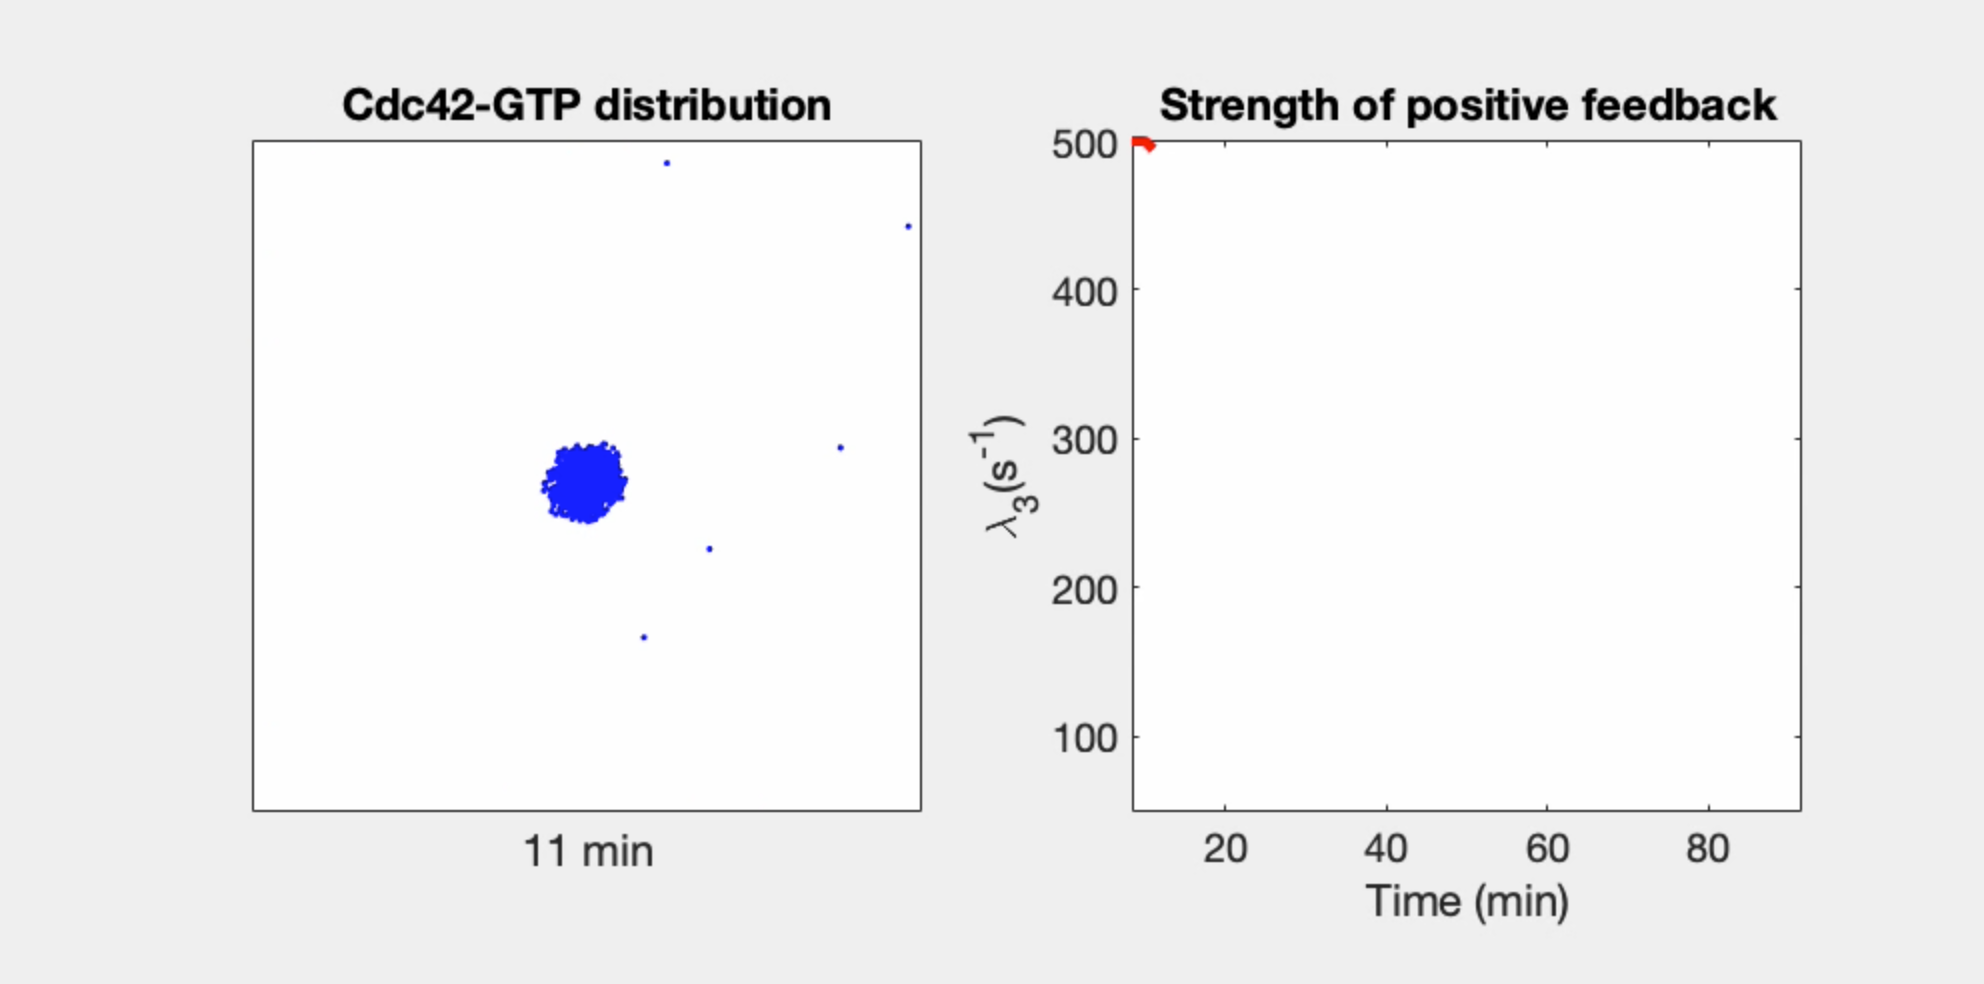 Cdc42-GTP distribution
11 min
Strength of positive feedback
500
400
300
200
100
λ₃(s⁻¹)
20 40 60 80
Time (min)